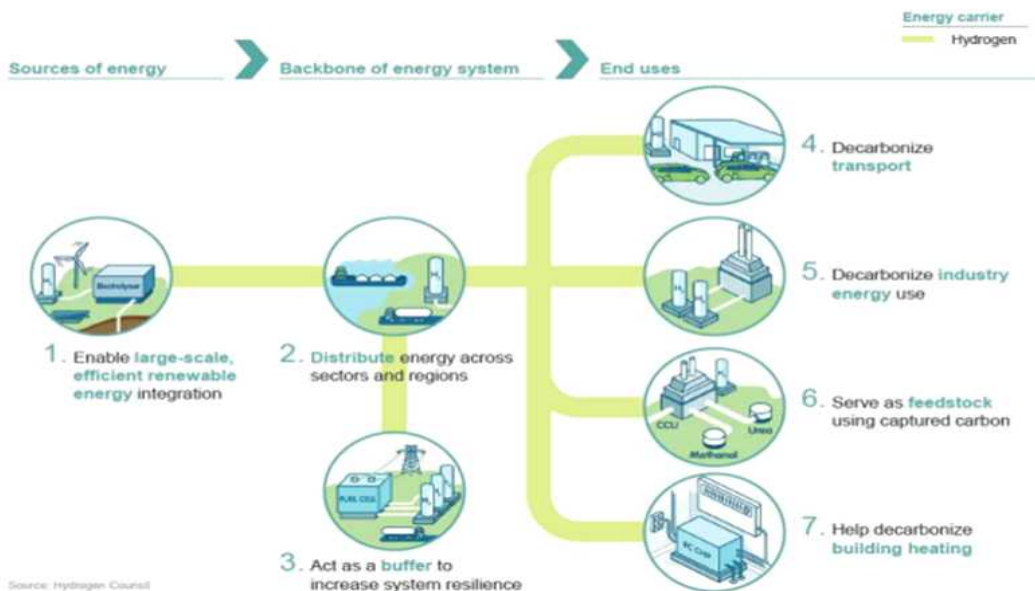 Energy carrier
Hydrogen
Sources of energy
Backbone of energy system
End uses
Electrolyser
1. Enable large-scale,
efficient renewable
energy integration
2. Distribute energy across
sectors and regions
FUEL CELL
3. Act as a buffer to
increase system resilience
4. Decarbonize
transport
5. Decarbonize industry
energy use
CCU
Urea
Methanol
6. Serve as feedstock
using captured carbon
7. Help decarbonize
building heating
Source: Hydrogen Council